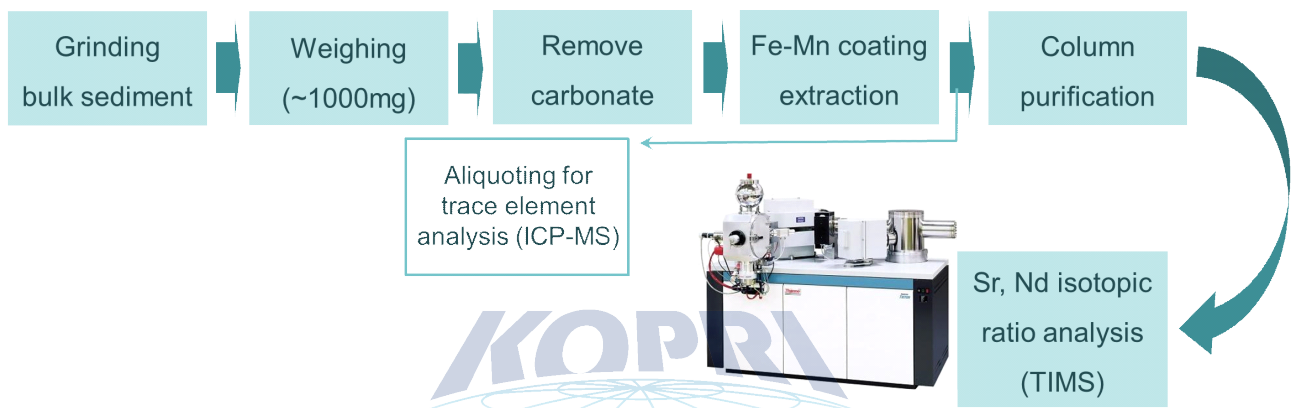 Grinding
bulk sediment
Weighing
(~1000mg)
Remove
carbonate
Fe-Mn coating
extraction
Column
purification
Aliquoting for
trace element
analysis (ICP-MS)
Sr, Nd isotopic
ratio analysis
(TIMS)
KOPRI